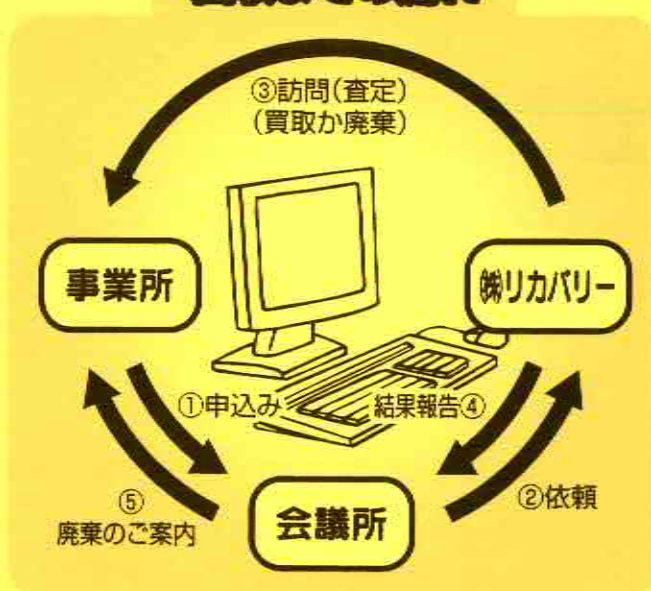 ③訪問(査定)
(買取か廃棄)
事業所
㈱リカバリー
①申込み
結果報告④
⑤
廃棄のご案内
②依頼
会議所